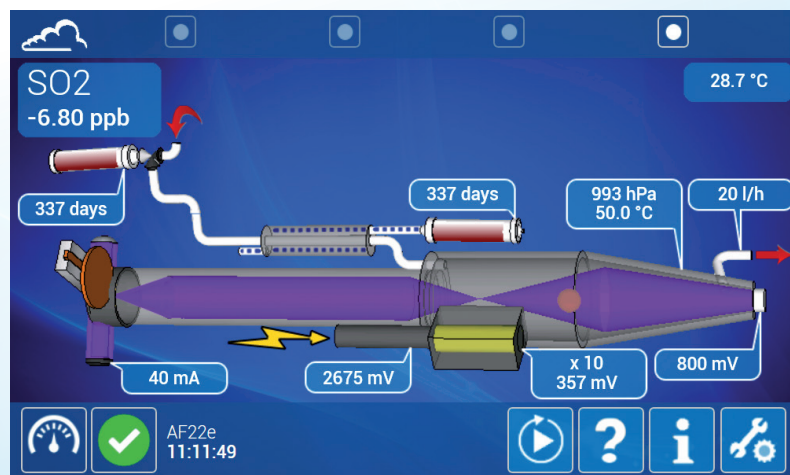 SO2
-6.80 ppb
28.7 °C
337 days
337 days
993 hPa
50.0 °C
20 l/h
40 mA
2675 mV
x 10
357 mV
800 mV
AF22e
11:11:49
?
i